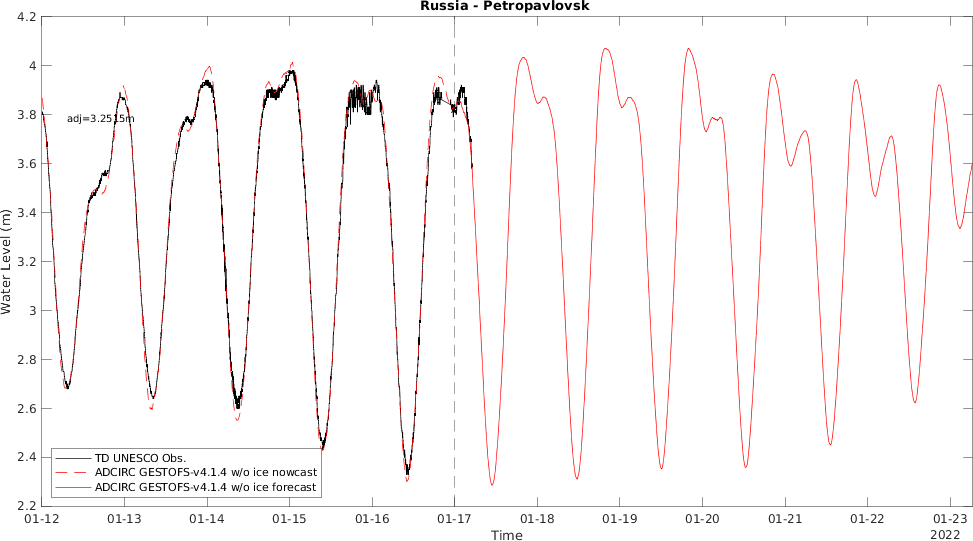 Russia - Petropavlovsk
4.2
4
3.8
3.6
3.4
3.2
3
2.8
2.6
2.4
2.2
Water Level (m)
adj=3.2515m
TD UNESCO Obs.
ADCIRC GESTOFS-v4.1.4 w/o ice nowcast
ADCIRC GESTOFS-v4.1.4 w/o ice forecast
01-12 01-13 01-14 01-15 01-16 01-17 01-18 01-19 01-20 01-21 01-22 01-23
Time 2022